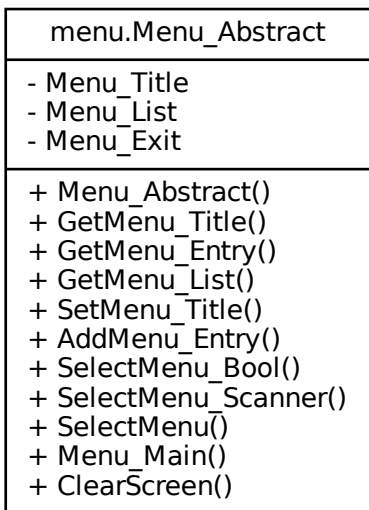 menu.Menu_Abstract
- Menu_Title
- Menu_List
- Menu_Exit
+ Menu_Abstract()
+ GetMenu_Title()
+ GetMenu_Entry()
+ GetMenu_List()
+ SetMenu_Title()
+ AddMenu_Entry()
+ SelectMenu_Bool()
+ SelectMenu_Scanner()
+ SelectMenu()
+ Menu_Main()
+ ClearScreen()